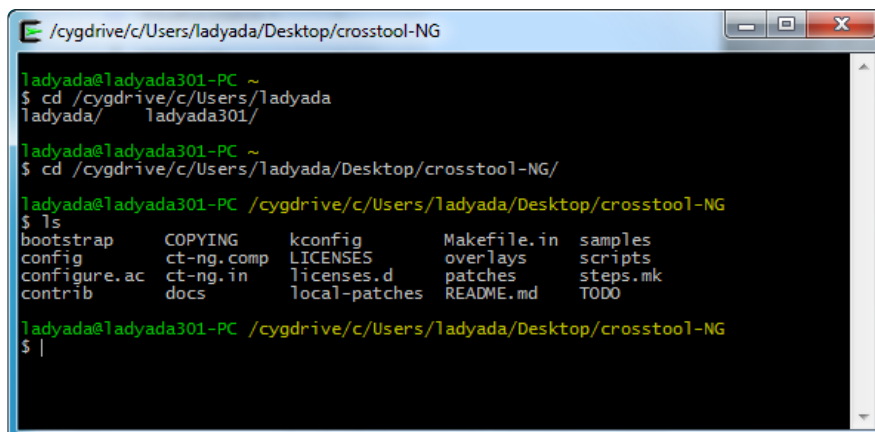 /cygdrive/c/Users/ladyada/Desktop/crosstool-NG
ladyada@ladyada301-PC ~
$ cd /cygdrive/c/Users/ladyada
ladyada/    ladyada301/
ladyada@ladyada301-PC ~
$ cd /cygdrive/c/Users/ladyada/Desktop/crosstool-NG/
ladyada@ladyada301-PC /cygdrive/c/Users/ladyada/Desktop/crosstool-NG
$ ls
bootstrap     COPYING     kconfig        Makefile.in  samples
config        ct-ng.comp  LICENSES       overlays     scripts
configure.ac  ct-ng.in    licenses.d     patches      steps.mk
contrib       docs        local-patches  README.md    TODO
ladyada@ladyada301-PC /cygdrive/c/Users/ladyada/Desktop/crosstool-NG
$